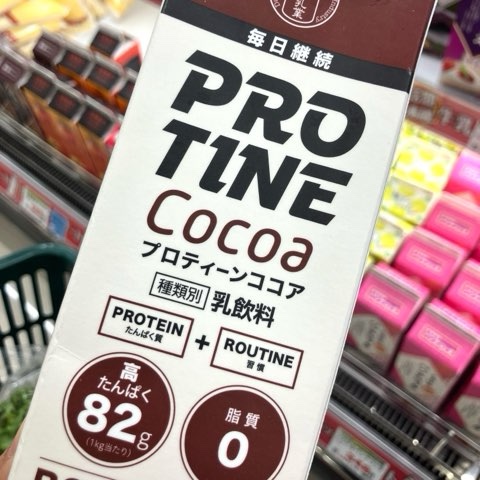 毎日継続
PRO
TINE
Cocoa
プロティーンココア
種類別 乳飲料
PROTEIN
たんぱく質
+
ROUTINE
習慣
高
たんぱく
82g
(1kg当たり)
脂質
0